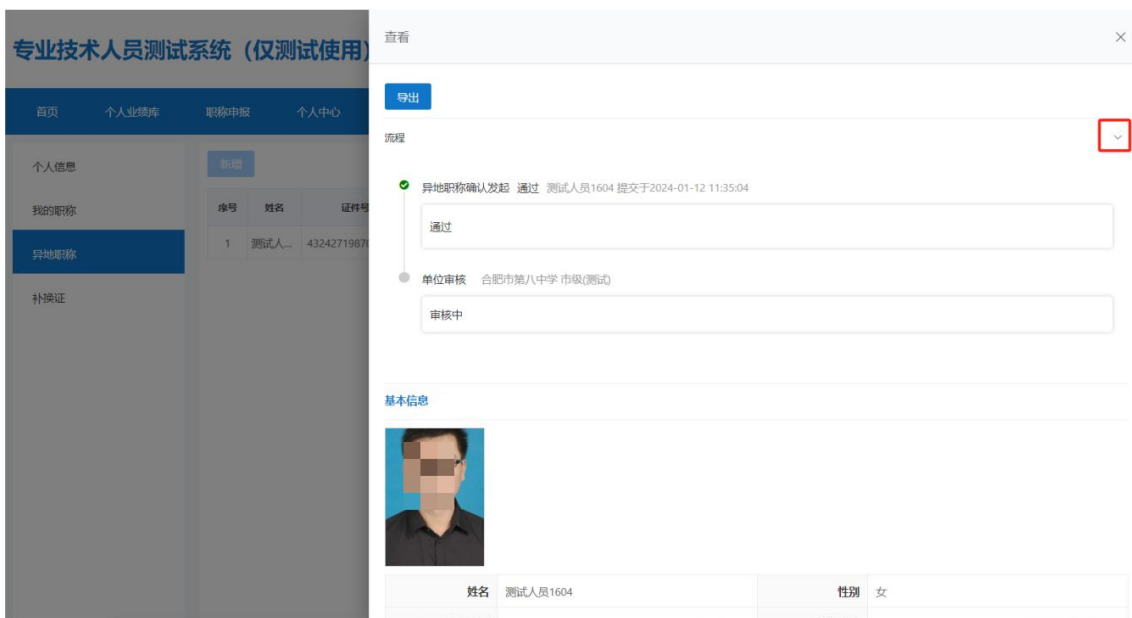 专业技术人员测试系统（仅测试使用）
首页 个人业绩库 职称申报 个人中心
个人信息
我的职称
异地职称
补换证
新增
序号 姓名 证件号
1 测试人... 4324271987
查看
导出
流程
异地职称确认发起 通过 测试人员1604 提交于2024-01-12 11:35:04
通过
单位审核 合肥市第八中学 市级(测试)
审核中
基本信息
姓名 测试人员1604 性别 女